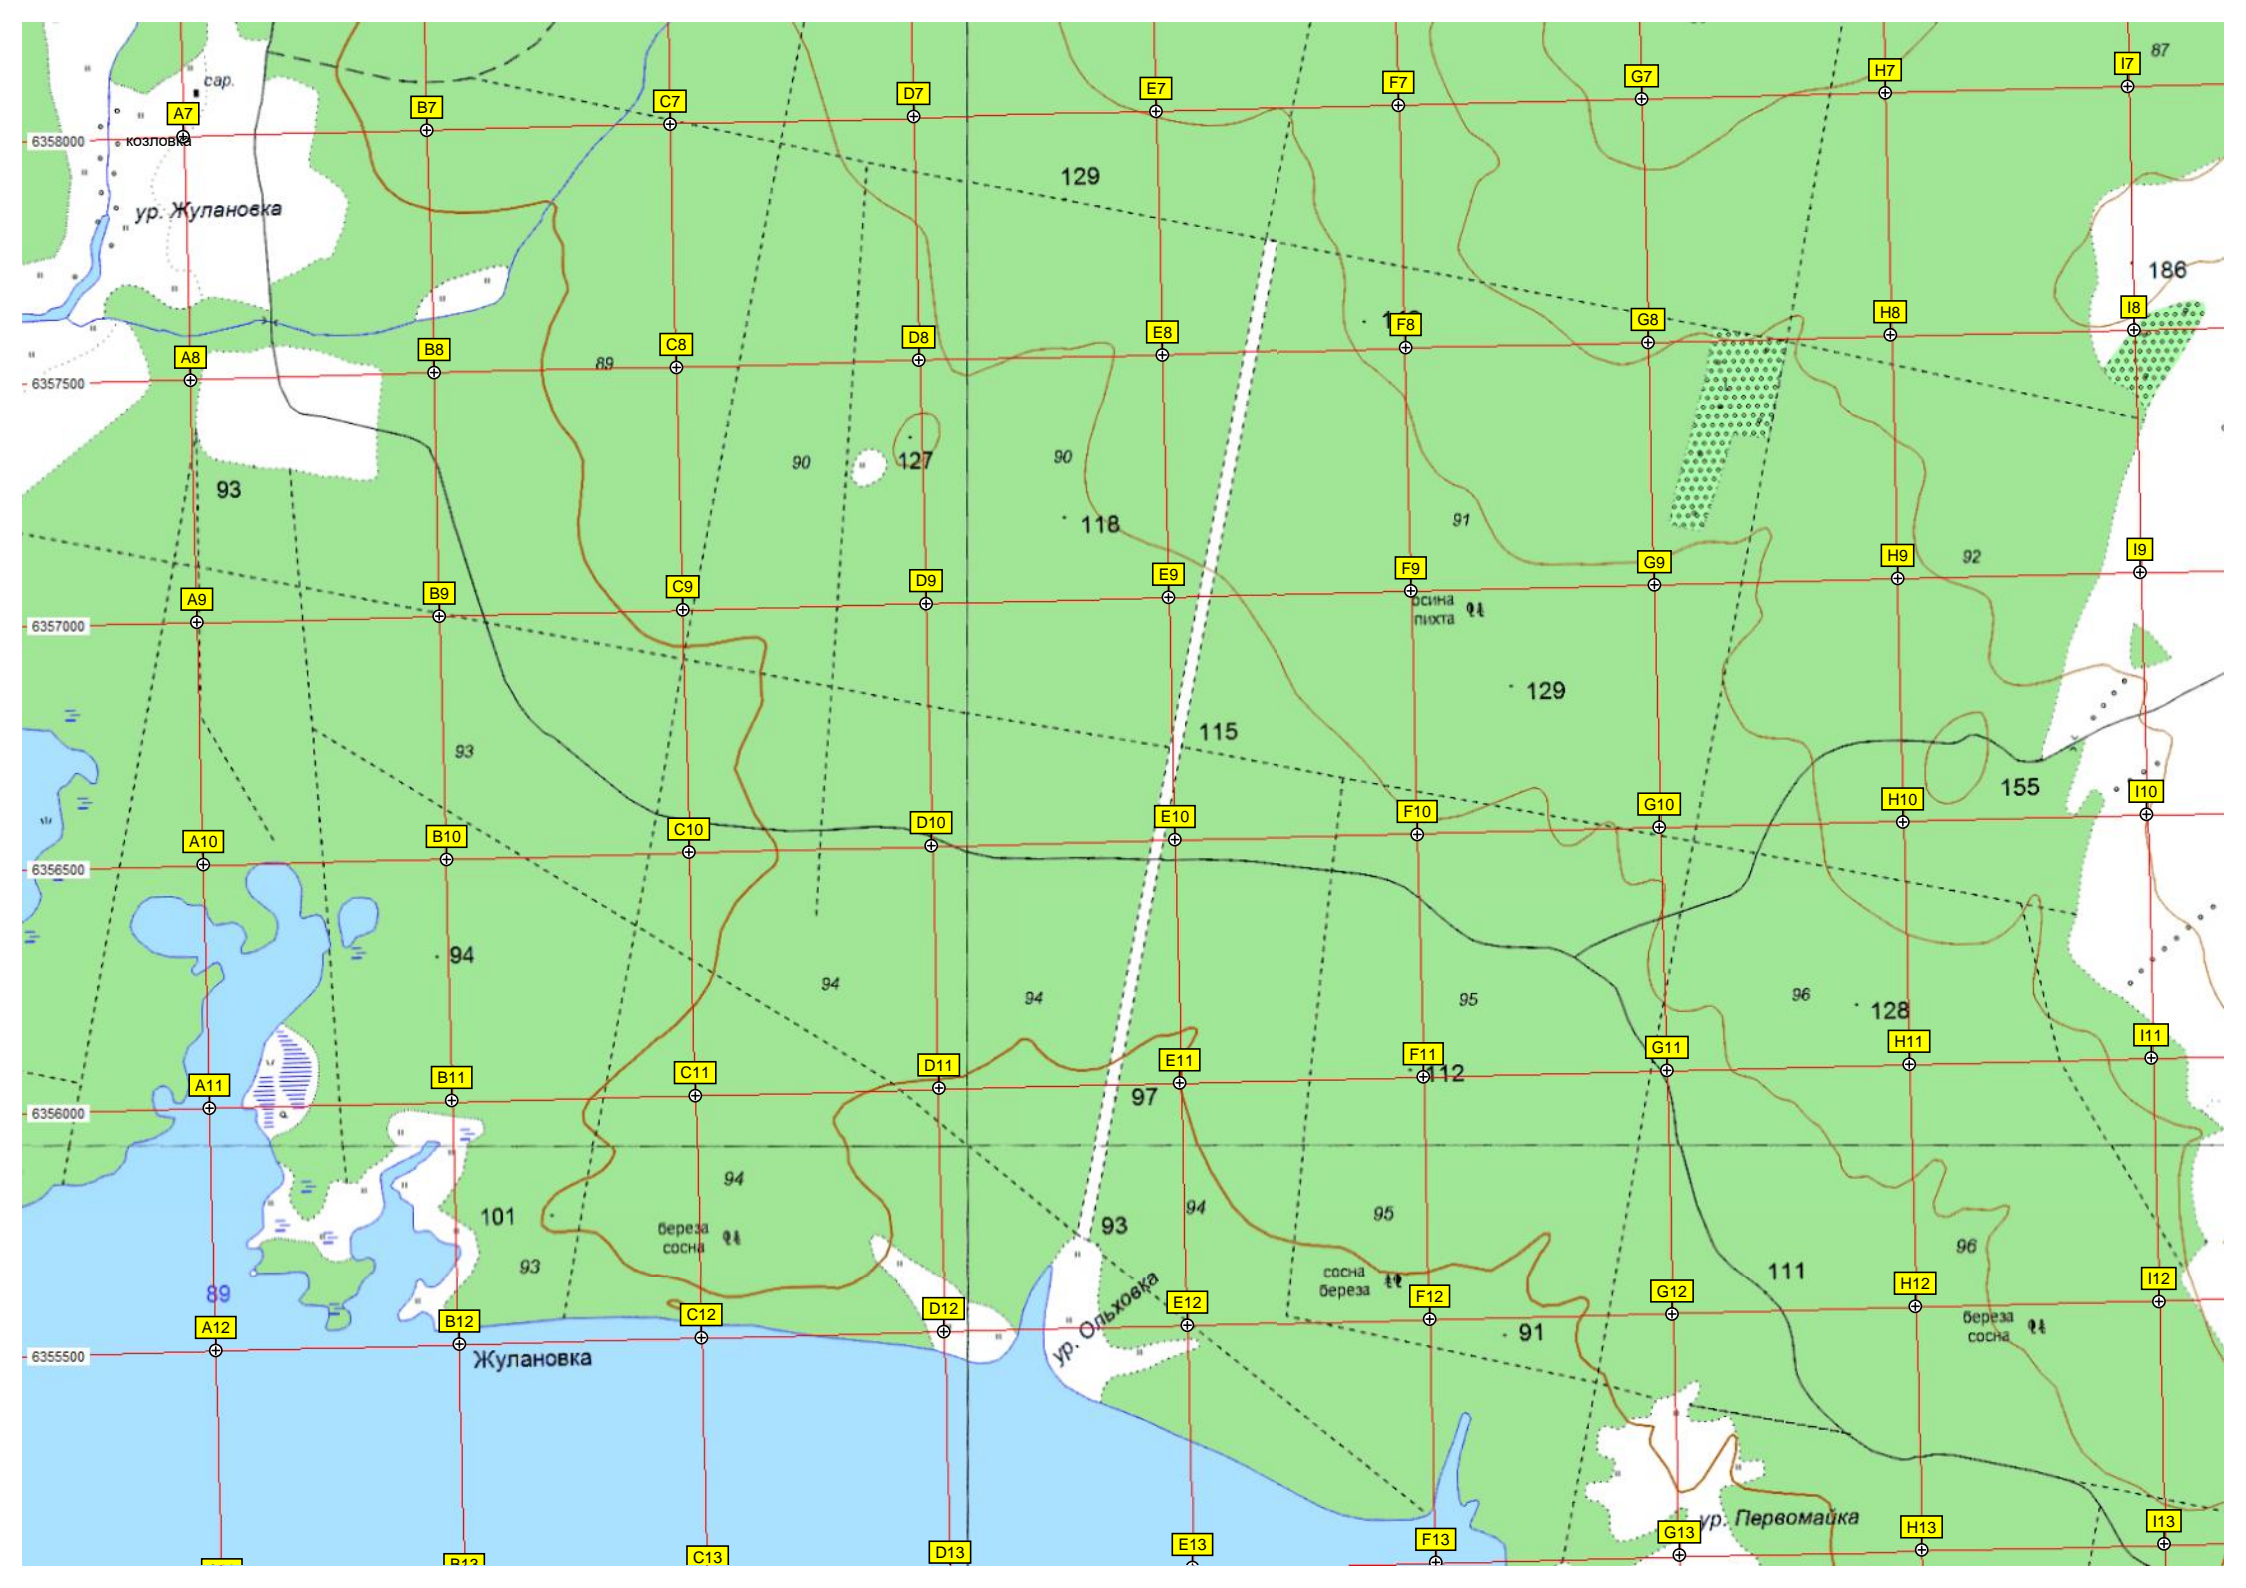 87
сар.
I7
H7
G7
F7
E7
D7
C7
B7
A7
6358000
козловка
129
ур. Жулановка
186
I8
H8
G8
F8
E8
D8
C8
B8
A8
89
6357500
90
127
90
93
118
91
92
I9
H9
G9
F9
E9
D9
C9
B9
A9
осина
пихта
6357000
129
115
93
155
I10
H10
G10
F10
E10
D10
C10
B10
A10
6356500
94
94
94
95
96
128
I11
H11
G11
F11
112
E11
D11
C11
B11
A11
97
6356000
94
101
береза
сосна
93
93
94
95
96
111
сосна
береза
89
I12
H12
G12
F12
E12
D12
C12
B12
A12
ур. Ольховка
береза
сосна
91
6355500
Жулановка
ур. Первомайка
I13
H13
G13
F13
E13
D13
C13
B13